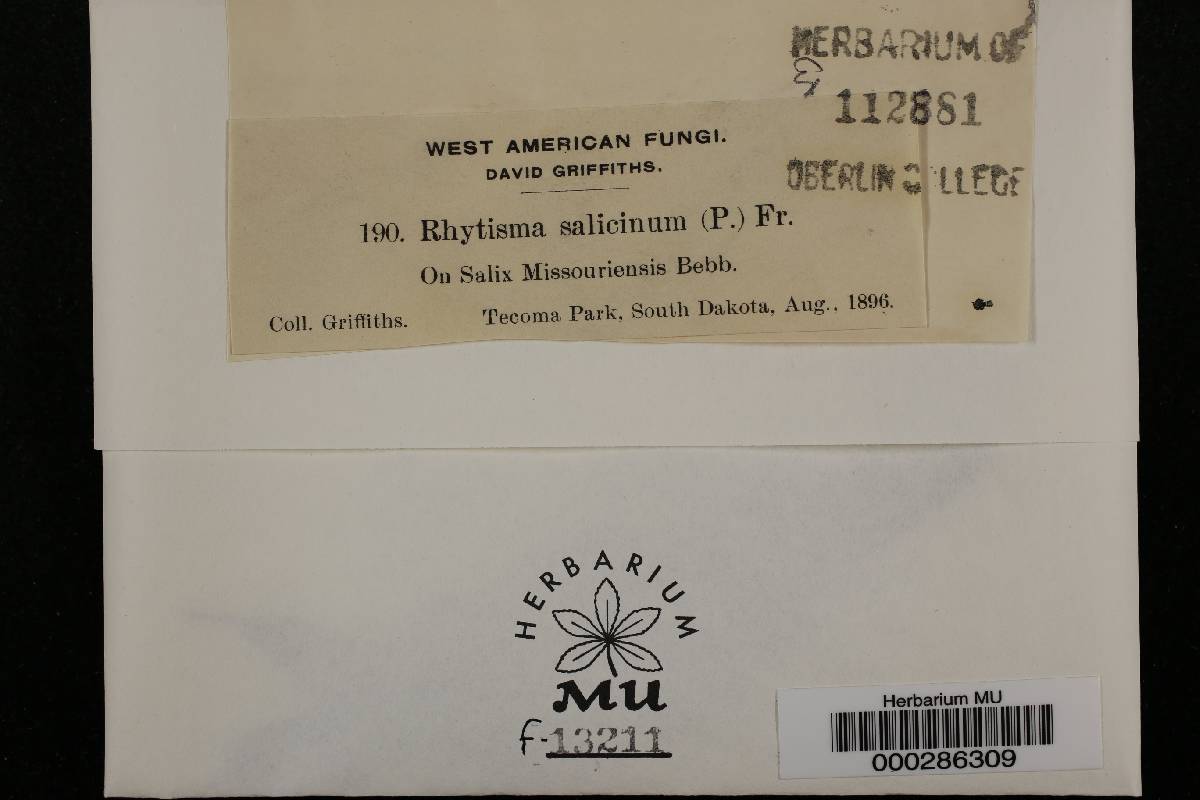 HERBARIUM OF
112881
OBERLIN COLLEGE
WEST AMERICAN FUNGI.
DAVID GRIFFITHS.
190. Rhytisma salicinum (P.) Fr.
On Salix Missouriensis Bebb.
Coll. Griffiths. Tecoma Park, South Dakota, Aug., 1896.
HERBARIUM
MU
f-13211
Herbarium MU
000286309